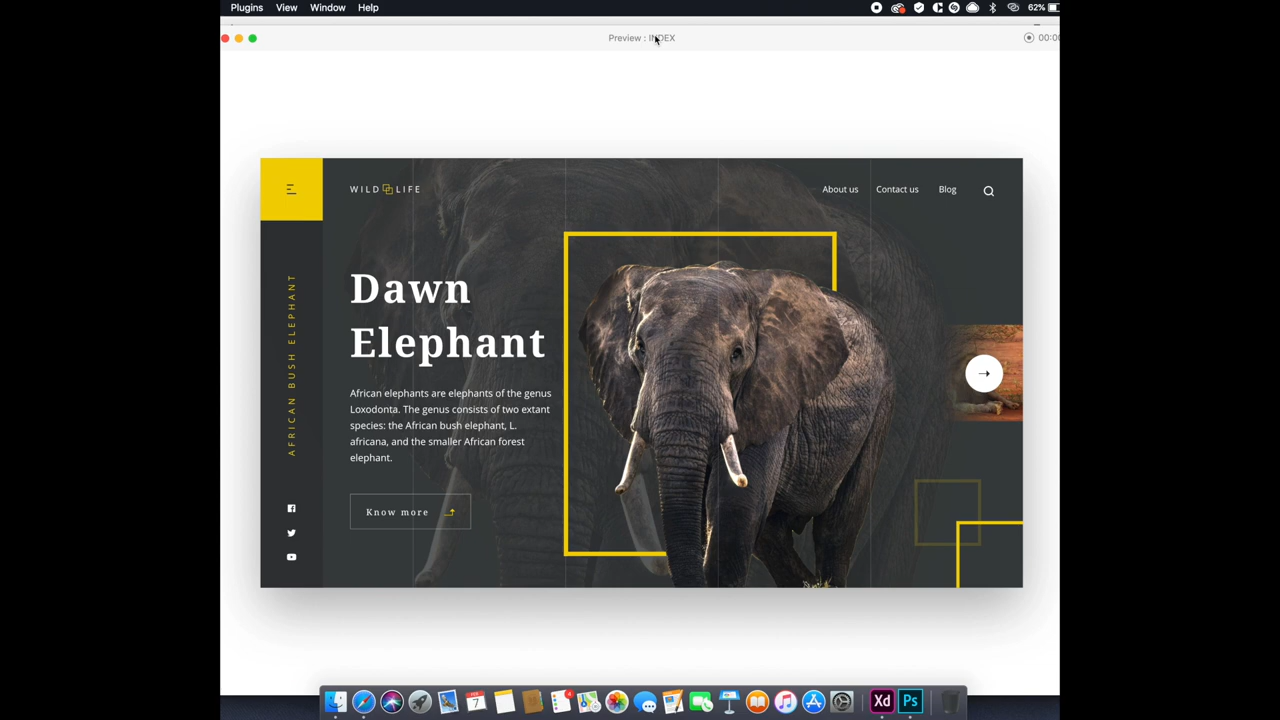 Plugins View Window Help 62%
Preview : INDEX
WILD LIFE About us Contact us Blog
AFRICAN BUSH ELEPHANT
Dawn
Elephant
African elephants are elephants of the genus
Loxodonta. The genus consists of two extant
species: the African bush elephant, L.
africana, and the smaller African forest
elephant.
Know more
Xd Ps